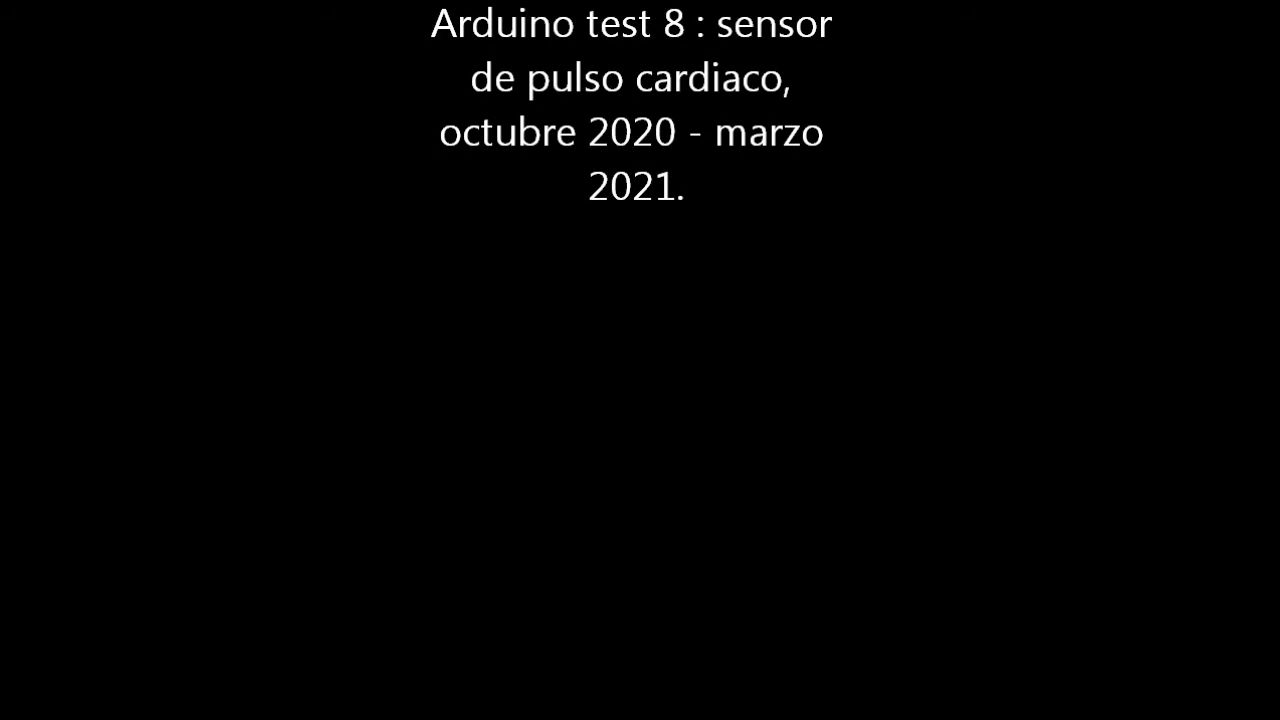 Arduino test 8 : sensor
de pulso cardiaco,
octubre 2020 - marzo
2021.